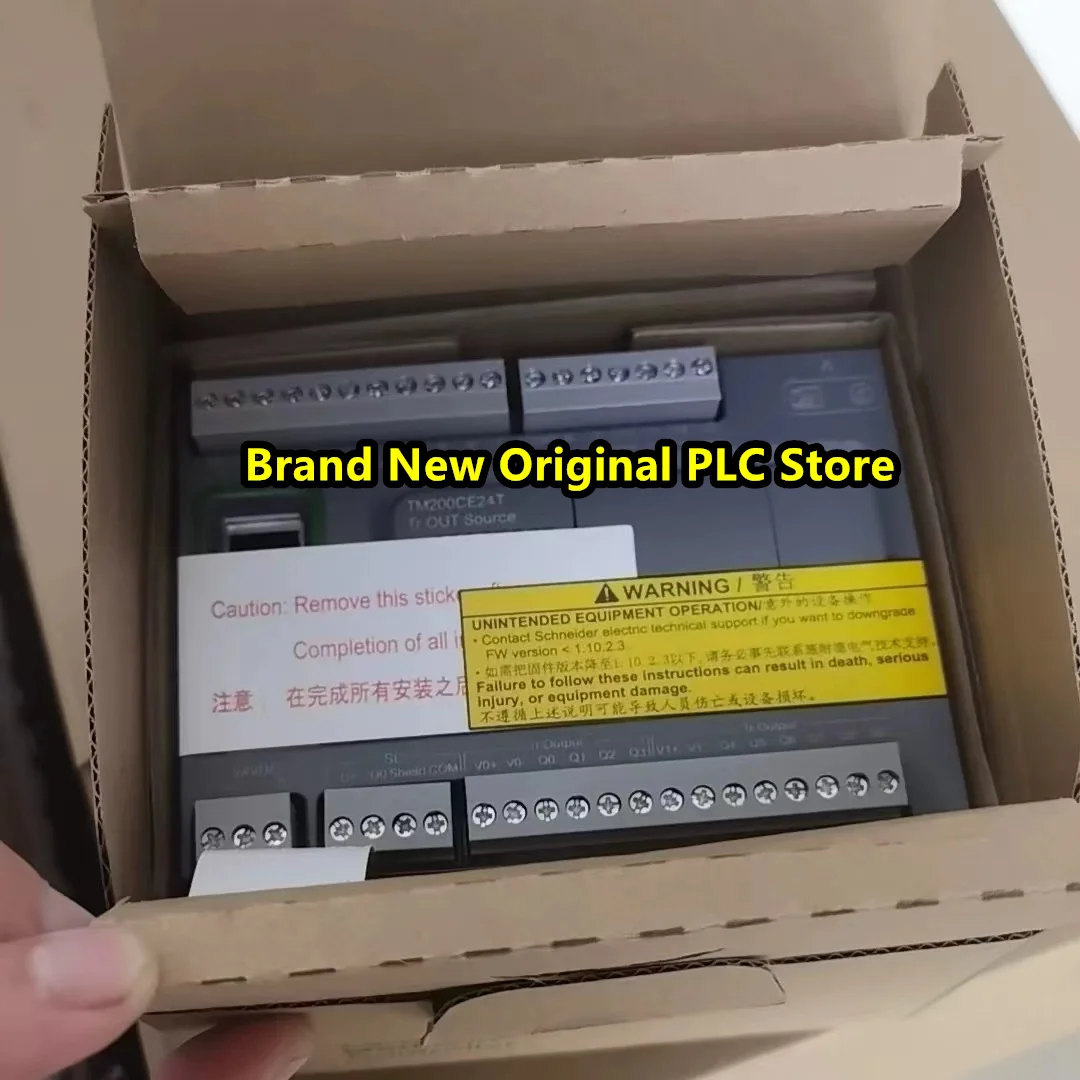 Brand New Original PLC Store
TM200CE24T
Tr OUT Source
Caution: Remove this
Completion of all
注意 在完成所有安装之后
WARNING / 警告
UNINTENDED EQUIPMENT OPERATION/意外的设备操作
• Contact Schneider electric technical support if you want to downgrace
FW version < 1.10.2.3
• 如需把固件版本降至1.10.2.3以下,请务必事先联系施耐德电气技术支持.
Failure to follow these instructions can result in death, serious
injury, or equipment damage.
不遵循上述说明可能导致人员伤亡或设备损坏。
SL
Shield COM
Output
Tr Output
V0+ V0- Q0 Q1 Q2 Q3 V1+ V1- Q4 Q5 Q6